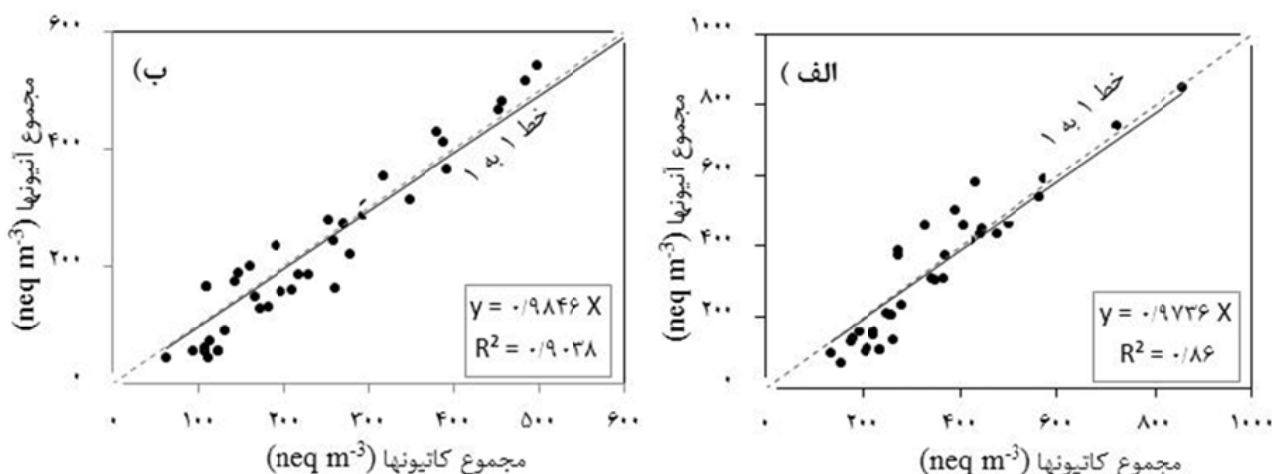 الف )
مجموع آنیونها (neq m⁻³)
۱۰۰۰
۸۰۰
۶۰۰
۴۰۰
۲۰۰
۰
خط ۱ به ۱
y = ۰/۹۷۳۶ X
R² = ۰/۸۶
۰ ۲۰۰ ۴۰۰ ۶۰۰ ۸۰۰ ۱۰۰۰
مجموع کاتیونها (neq m⁻³)
ب)
مجموع آنیونها (neq m⁻³)
۶۰۰
۴۰۰
۲۰۰
۰
خط ۱ به ۱
y = ۰/۹۸۴۶ X
R² = ۰/۹۰۳۸
۰ ۱۰۰ ۲۰۰ ۳۰۰ ۴۰۰ ۵۰۰ ۶۰۰
مجموع کاتیونها (neq m⁻³)